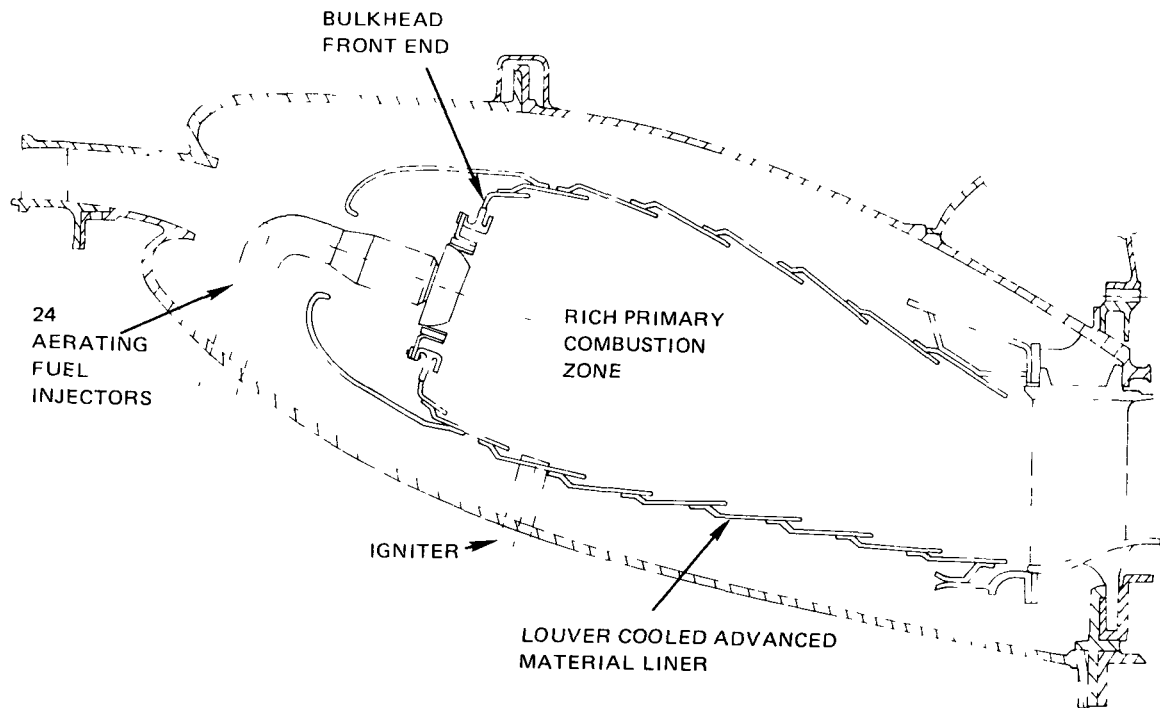 BULKHEAD
FRONT END
24
AERATING
FUEL
INJECTORS
RICH PRIMARY
COMBUSTION
ZONE
IGNITER
LOUVER COOLED ADVANCED
MATERIAL LINER